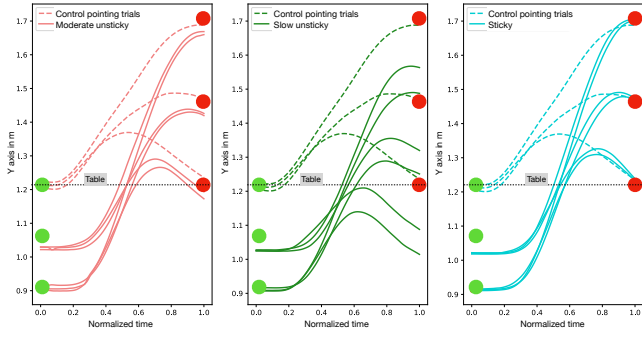 Control pointing trials
Moderate unsticky
Y axis in m
1.7
1.6
1.5
1.4
1.3
1.2
1.1
1.0
0.9
Table
0.0 0.2 0.4 0.6 0.8 1.0
Normalized time
Control pointing trials
Slow unsticky
Y axis in m
1.7
1.6
1.5
1.4
1.3
1.2
1.1
1.0
0.9
Table
0.0 0.2 0.4 0.6 0.8 1.0
Normalized time
Control pointing trials
Sticky
Y axis in m
1.7
1.6
1.5
1.4
1.3
1.2
1.1
1.0
0.9
Table
0.0 0.2 0.4 0.6 0.8 1.0
Normalized time